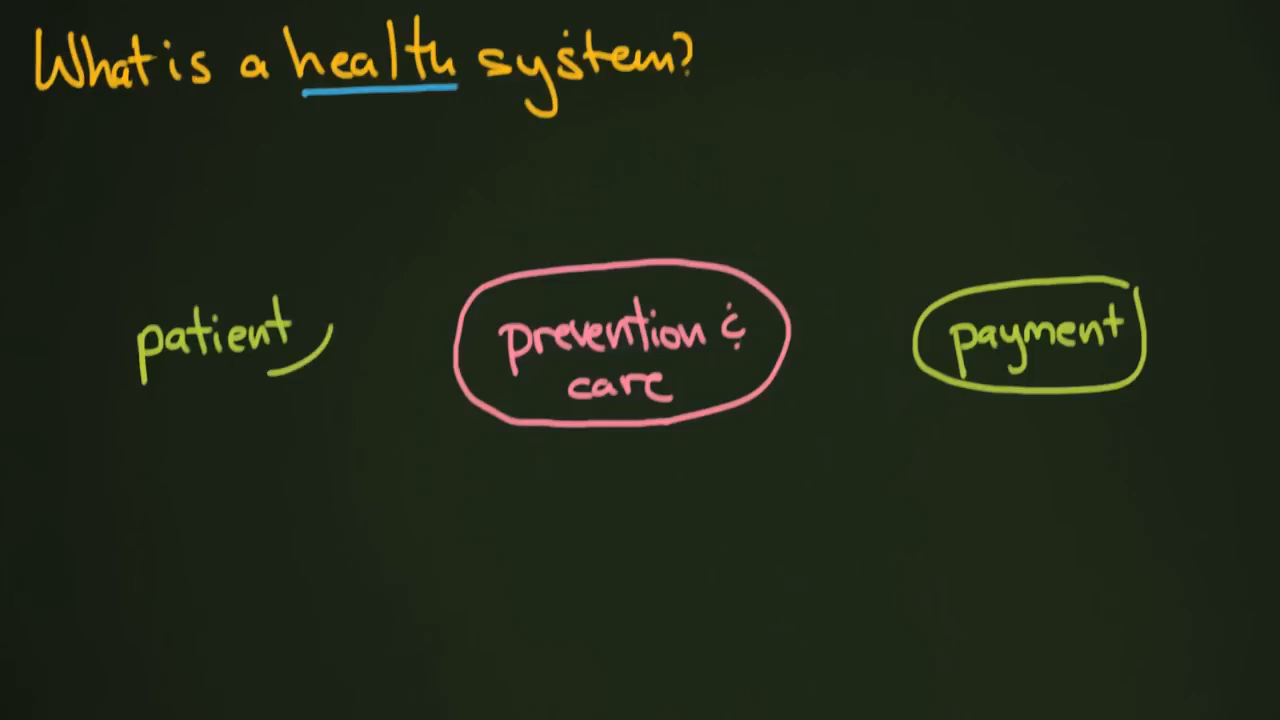 What is a health system?
patient
prevention &
care
payment